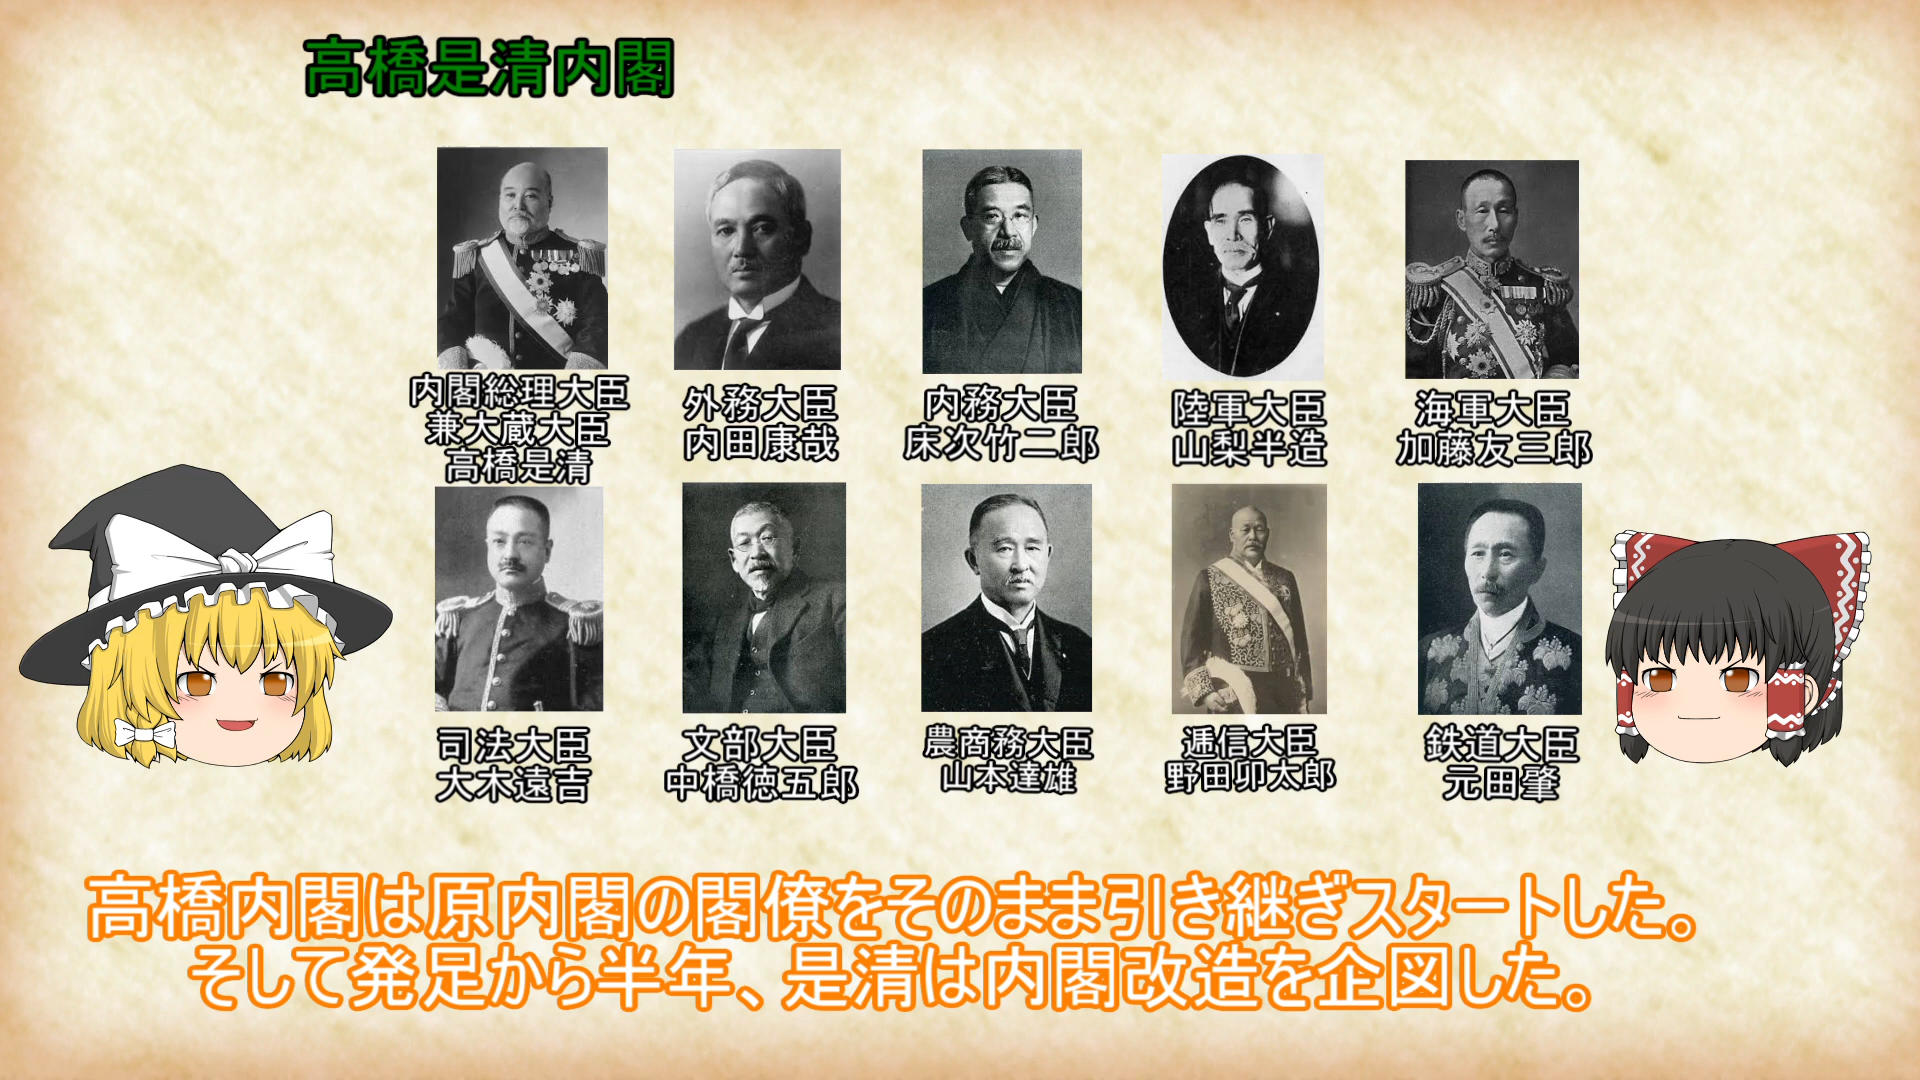 高橋是清内閣
内閣総理大臣
兼大蔵大臣
高橋是清
外務大臣
内田康哉
内務大臣
床次竹二郎
陸軍大臣
山梨半造
海軍大臣
加藤友三郎
司法大臣
大木遠吉
文部大臣
中橋徳五郎
農商務大臣
山本達雄
逓信大臣
野田卯太郎
鉄道大臣
元田肇
高橋内閣は原内閣の閣僚をそのまま引き継ぎスタートした。
そして発足から半年、是清は内閣改造を企図した。